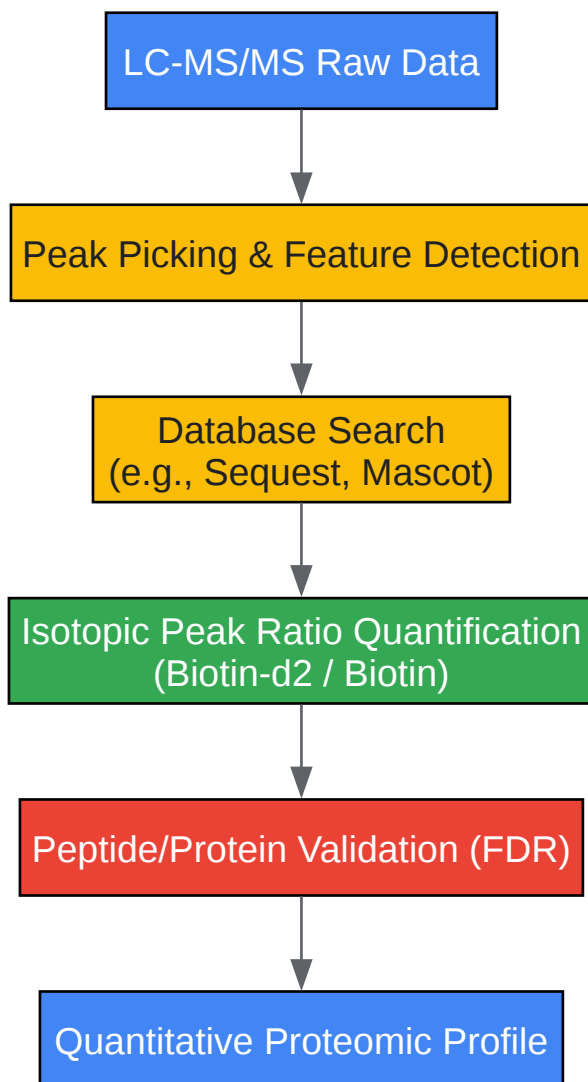 LC-MS/MS Raw Data
Peak Picking & Feature Detection
Database Search
(e.g., Sequest, Mascot)
Isotopic Peak Ratio Quantification
(Biotin-d2 / Biotin)
Peptide/Protein Validation (FDR)
Quantitative Proteomic Profile